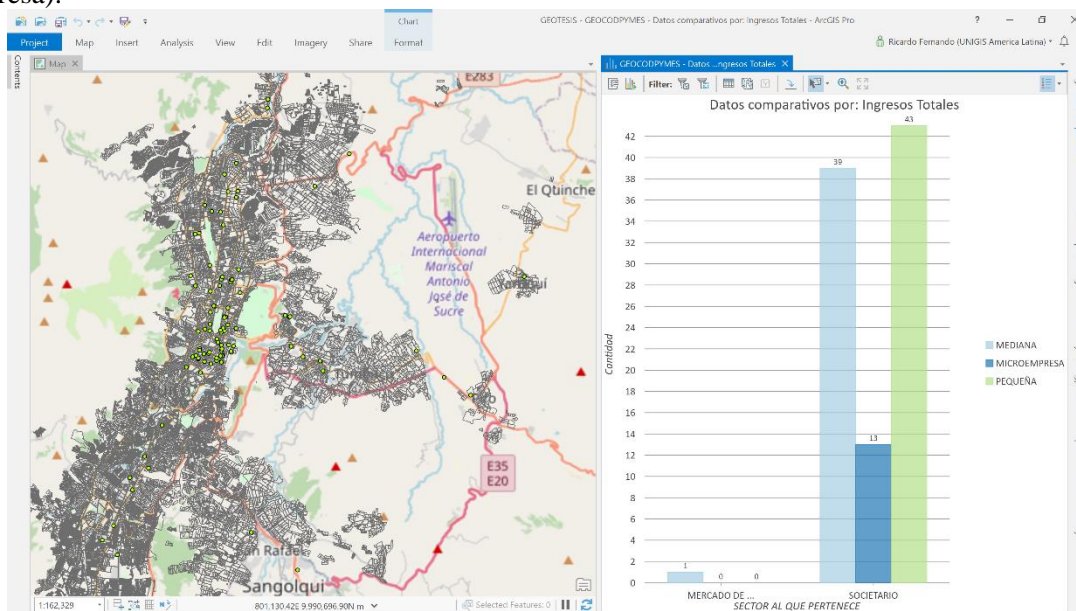 resa).
Chart
GEOTESIS - GEOCODPYMES - Datos comparativos por: Ingresos Totales - ArcGIS Pro
Project Map Insert Analysis View Edit Imagery Share Format
Ricardo Fernando (UNIGIS America Latina)
Contents
Map
GEOCODPYMES - Datos ...ngresos Totales
Filter:
E283
El Quinche
Aeropuerto
Internacional
Mariscal
Antonio
José de
Sucre
E35
E20
San Rafael
Sangolqui
1:162,329
801,130.42E 9,990,696.90N m
Selected Features: 0
Datos comparativos por: Ingresos Totales
Cantidad
42
40
38
36
34
32
30
28
26
24
22
20
18
16
14
12
10
8
6
4
2
0
1
0
0
39
13
43
MERCADO DE ...
SOCIETARIO
SECTOR AL QUE PERTENECE
MEDIANA
MICROEMPRESA
PEQUEÑA